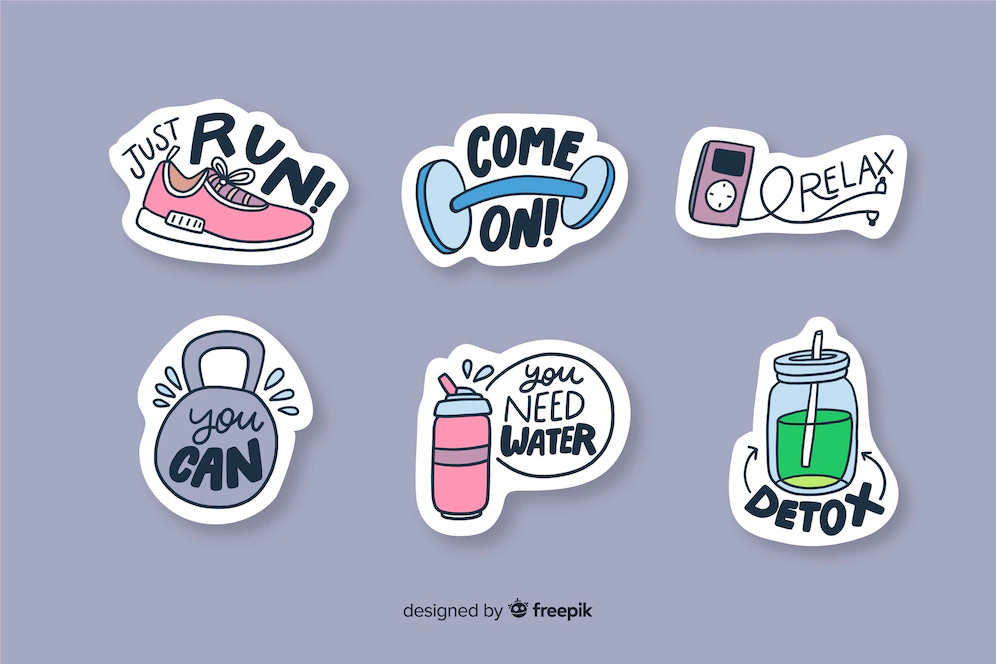 JUST RUN!
COME
ON!
RELAX
you
CAN
you
NEED
WATER
DETOX
designed by freepik